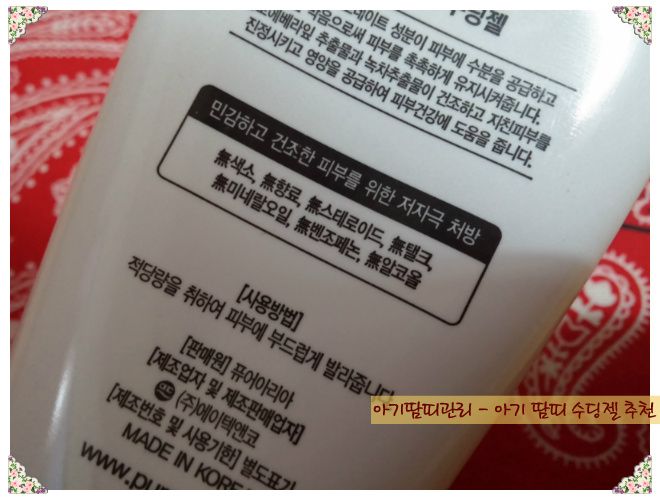 수딩젤
성분이 피부에 수분을 공급하고
막음으로써 피부를 촉촉하게 유지시켜줍니다.
알로에베라잎 추출물과 녹차추출물이 건조하고 지친피부를
진정시키고 영양을 공급하여 피부건강에 도움을 줍니다.
민감하고 건조한 피부를 위한 저자극 처방
無색소, 無향료, 無스테로이드, 無탤크,
無미네랄오일, 無벤조페논, 無알코올
[사용방법]
적당량을 취하여 피부에 부드럽게 발라줍니다.
[판매원] 퓨어아리아
[제조업자 및 제조판매업자]
(주)에이텍앤코
[제조번호 및 사용기한] 별도표기
MADE IN KOREA
www.pur
아기땀띠관리 - 아기 땀띠 수딩젤 추천